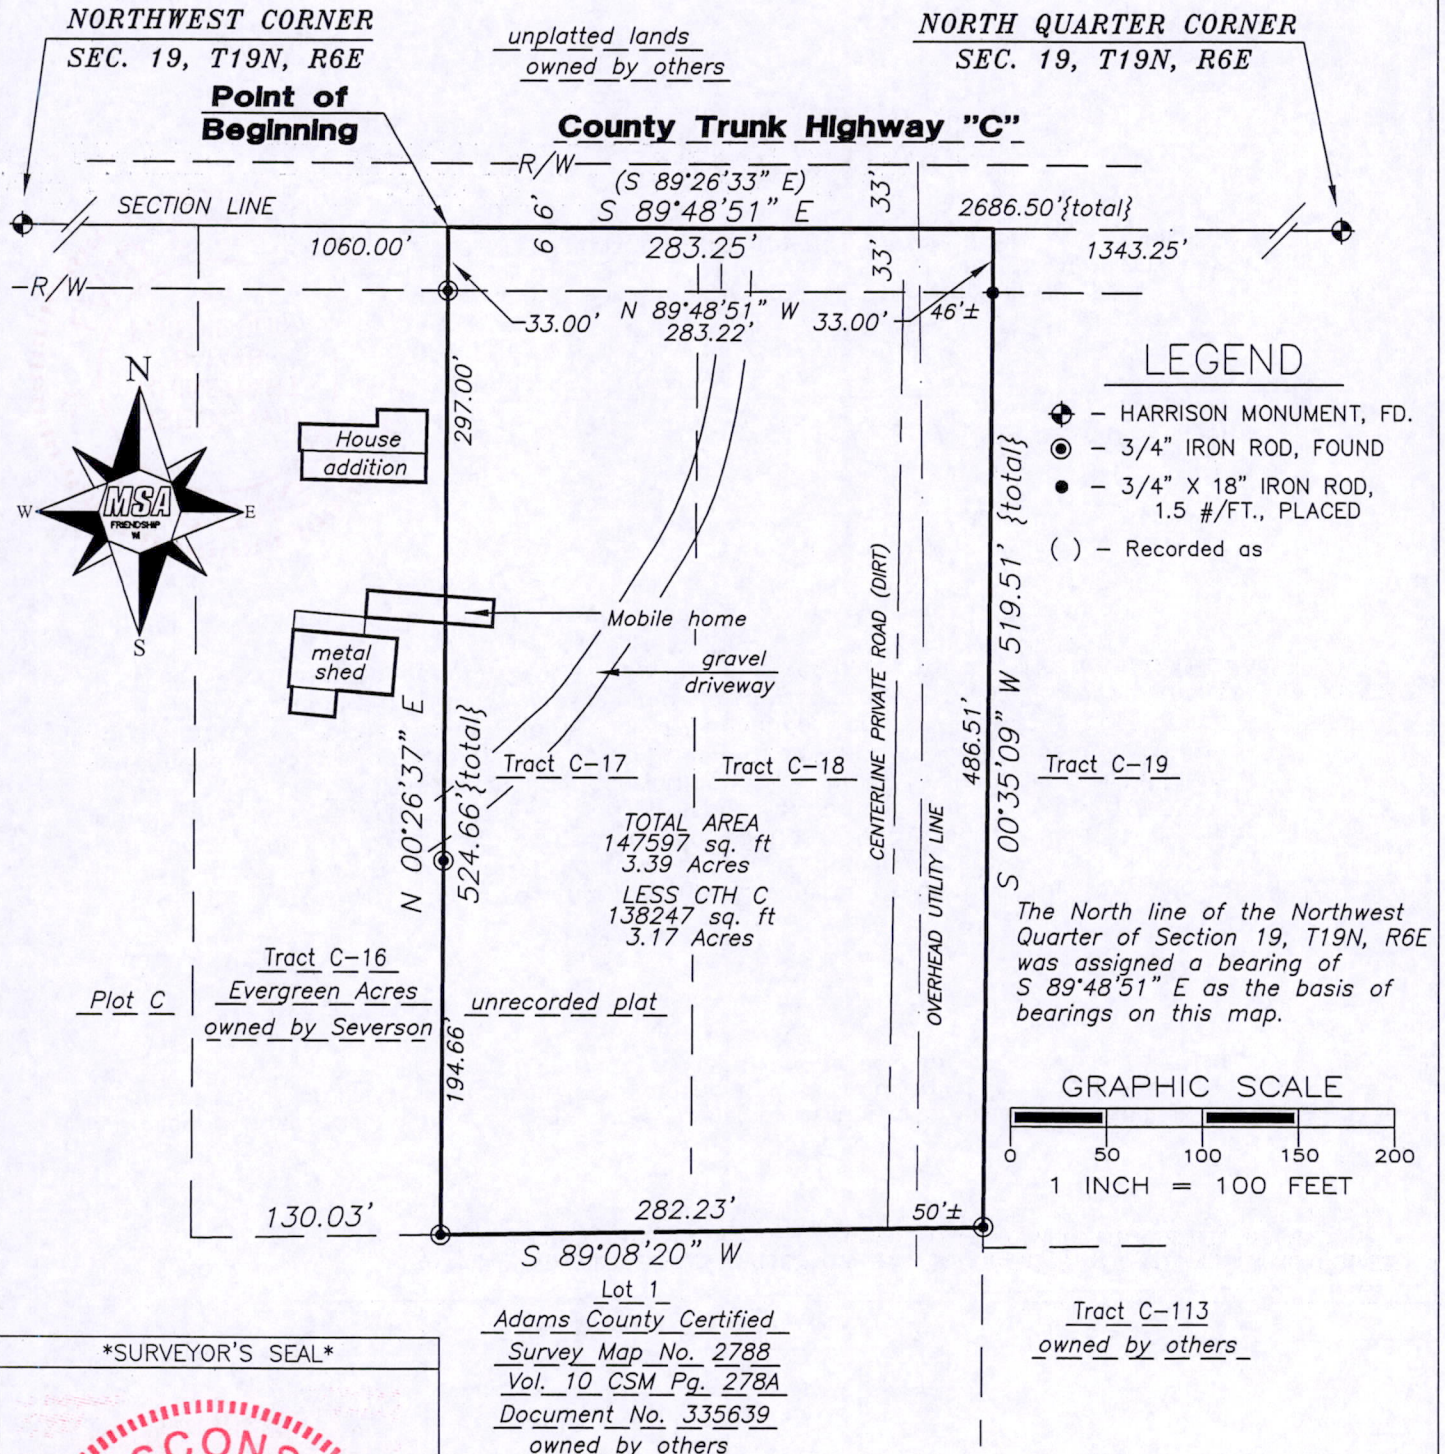 NORTHWEST CORNER
SEC. 19, T19N, R6E
unplatted lands
owned by others
NORTH QUARTER CORNER
SEC. 19, T19N, R6E
Point of
Beginning
County Trunk Highway "C"
R/W
(S 89°26'33" E)
S 89°48'51" E
283.25'
66'
33'
33'
SECTION LINE
1060.00'
2686.50'{total}
1343.25'
R/W
33.00'
N 89°48'51" W
283.22'
33.00'
46'±
N
W
E
S
MSA
FRIENDSHIP
WI
297.00'
House
addition
LEGEND
- HARRISON MONUMENT, FD.
- 3/4" IRON ROD, FOUND
- 3/4" X 18" IRON ROD,
1.5 #/FT., PLACED
( ) - Recorded as
Mobile home
metal
shed
gravel
driveway
N 00°26'37" E
524.66'{total}
Tract C-17
Tract C-18
CENTERLINE PRIVATE ROAD (DIRT)
OVERHEAD UTILITY LINE
486.51'
S 00°35'09" W 519.51' {total}
Tract C-19
TOTAL AREA
147597 sq. ft
3.39 Acres
LESS CTH C
138247 sq. ft
3.17 Acres
The North line of the Northwest
Quarter of Section 19, T19N, R6E
was assigned a bearing of
S 89°48'51" E as the basis of
bearings on this map.
Plot C
Tract C-16
Evergreen Acres
owned by Severson
unrecorded plat
194.66'
GRAPHIC SCALE
0 50 100 150 200
1 INCH = 100 FEET
130.03'
282.23'
50'±
S 89°08'20" W
Lot 1
Adams County Certified
Survey Map No. 2788
Vol. 10 CSM Pg. 278A
Document No. 335639
owned by others
Tract C-113
owned by others
*SURVEYOR'S SEAL*
SCONS